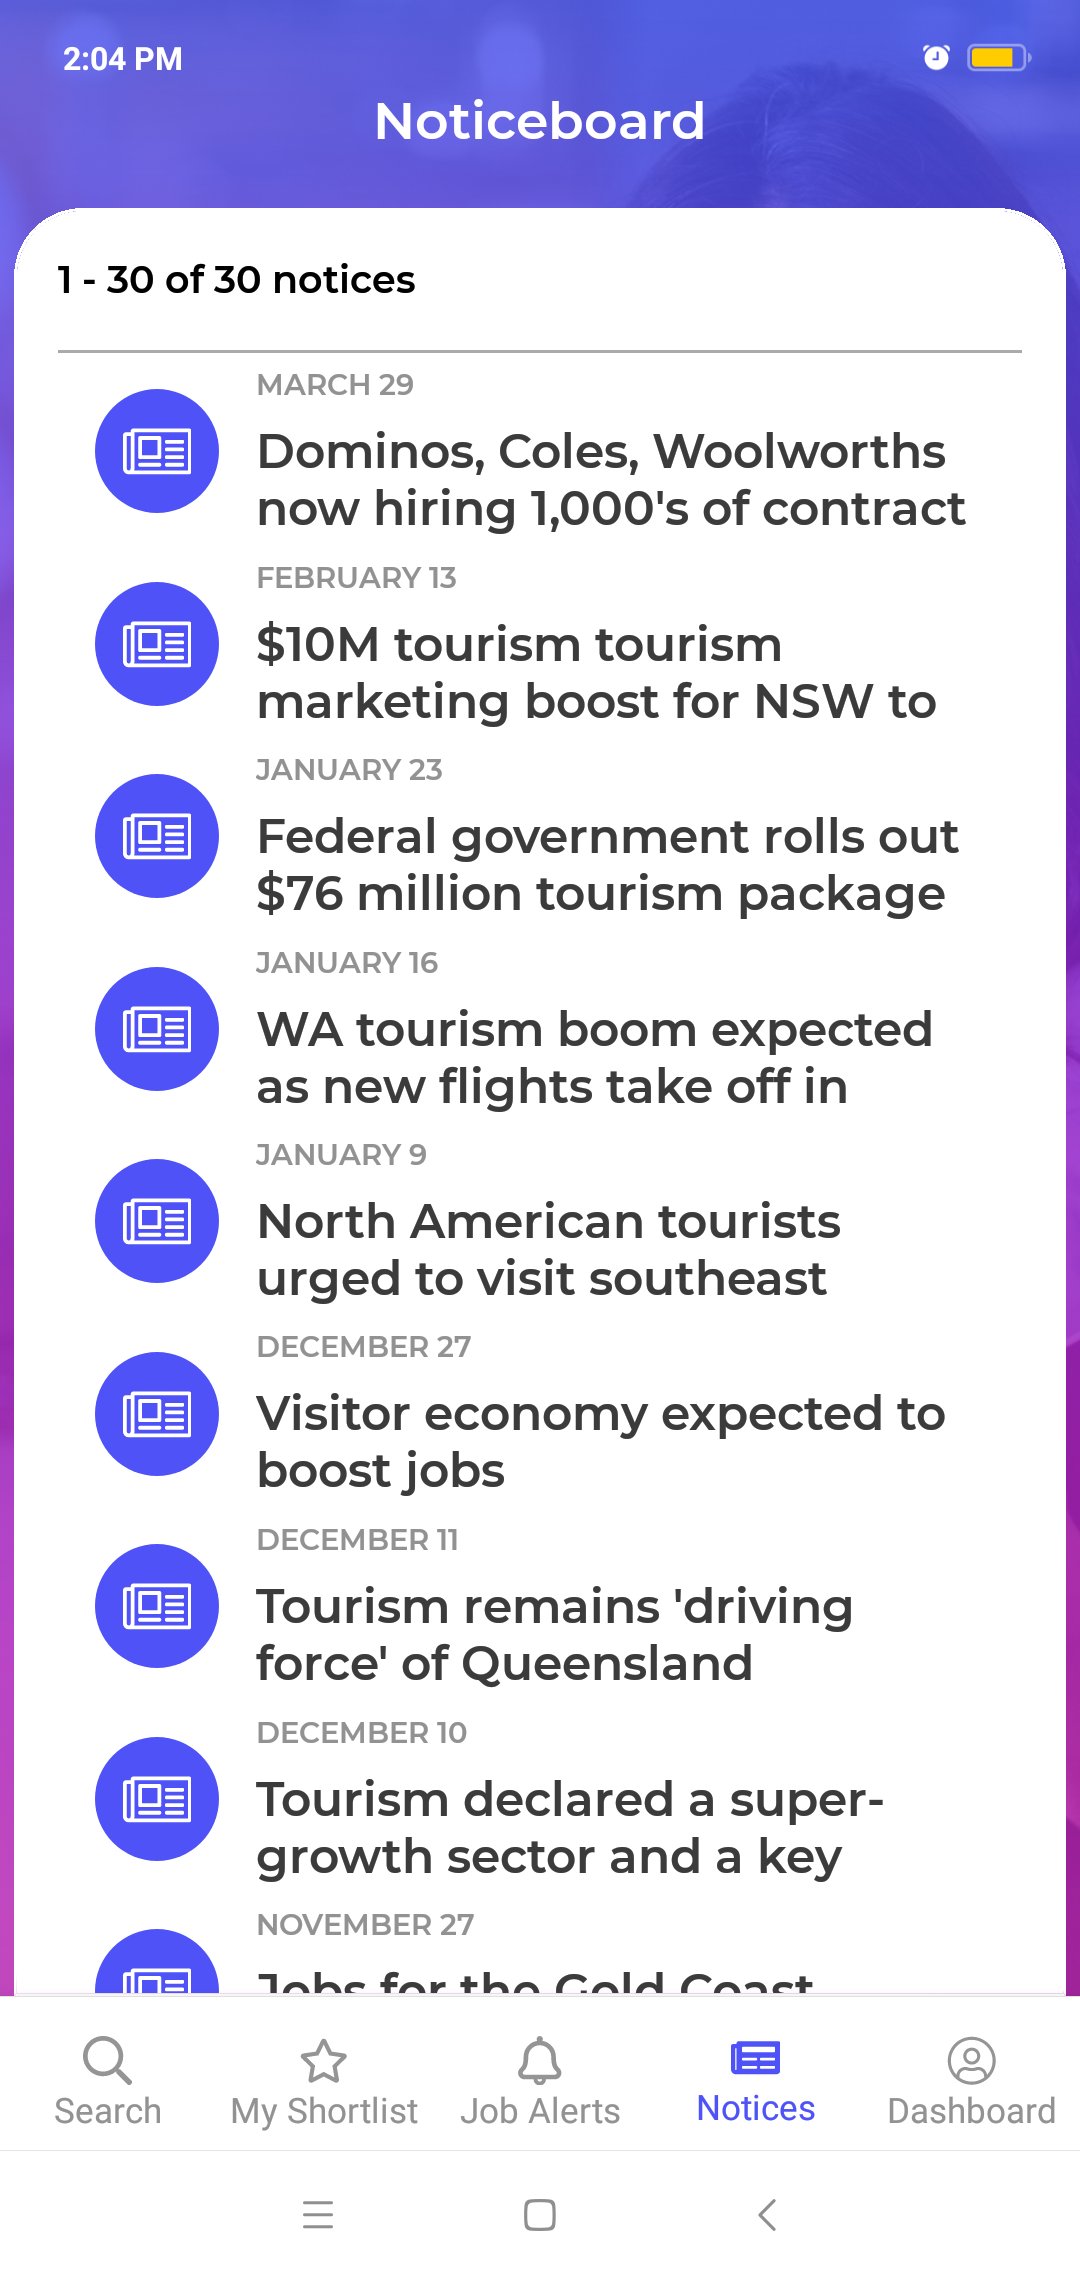 2:04 PM
Noticeboard
1 - 30 of 30 notices
MARCH 29
Dominos, Coles, Woolworths
now hiring 1,000's of contract
FEBRUARY 13
$10M tourism tourism
marketing boost for NSW to
JANUARY 23
Federal government rolls out
$76 million tourism package
JANUARY 16
WA tourism boom expected
as new flights take off in
JANUARY 9
North American tourists
urged to visit southeast
DECEMBER 27
Visitor economy expected to
boost jobs
DECEMBER 11
Tourism remains 'driving
force' of Queensland
DECEMBER 10
Tourism declared a super-
growth sector and a key
NOVEMBER 27
Jobs for the Gold Coast
Search
My Shortlist
Job Alerts
Notices
Dashboard